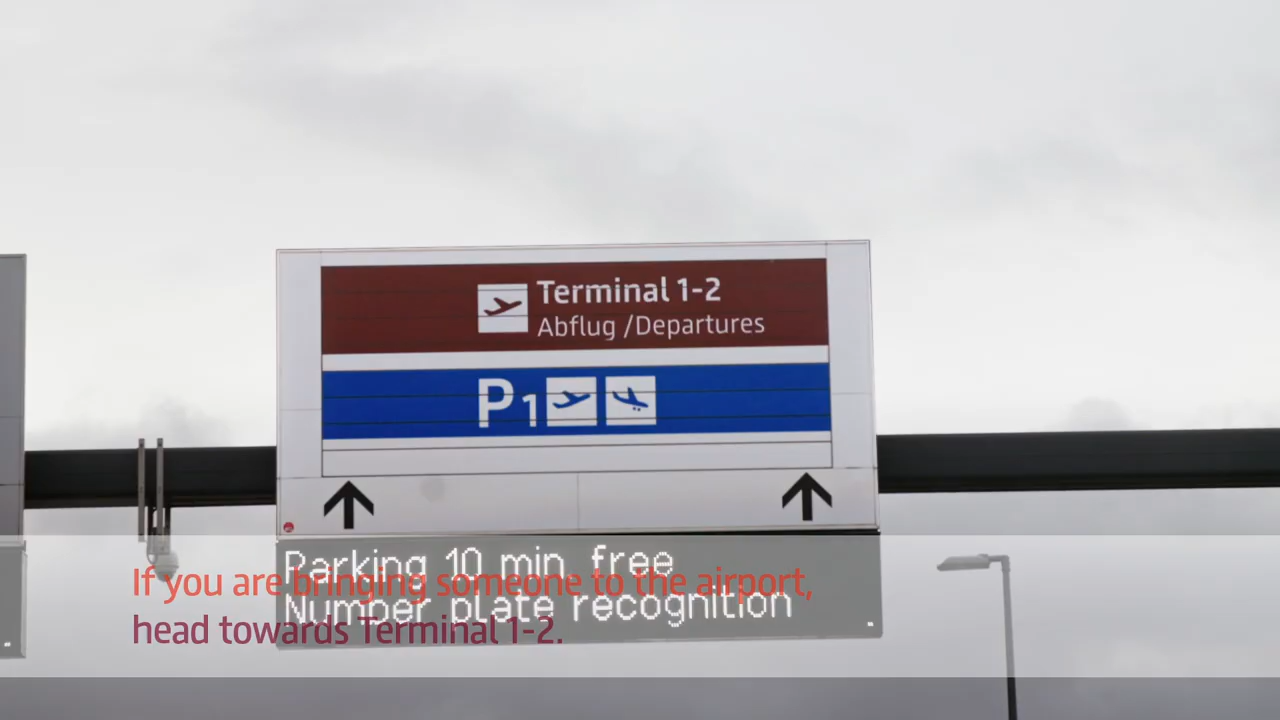 Terminal 1-2
Abflug /Departures
P1
Parking 10 min. free
Number plate recognition
If you are bringing someone to the airport,
head towards Terminal 1-2.